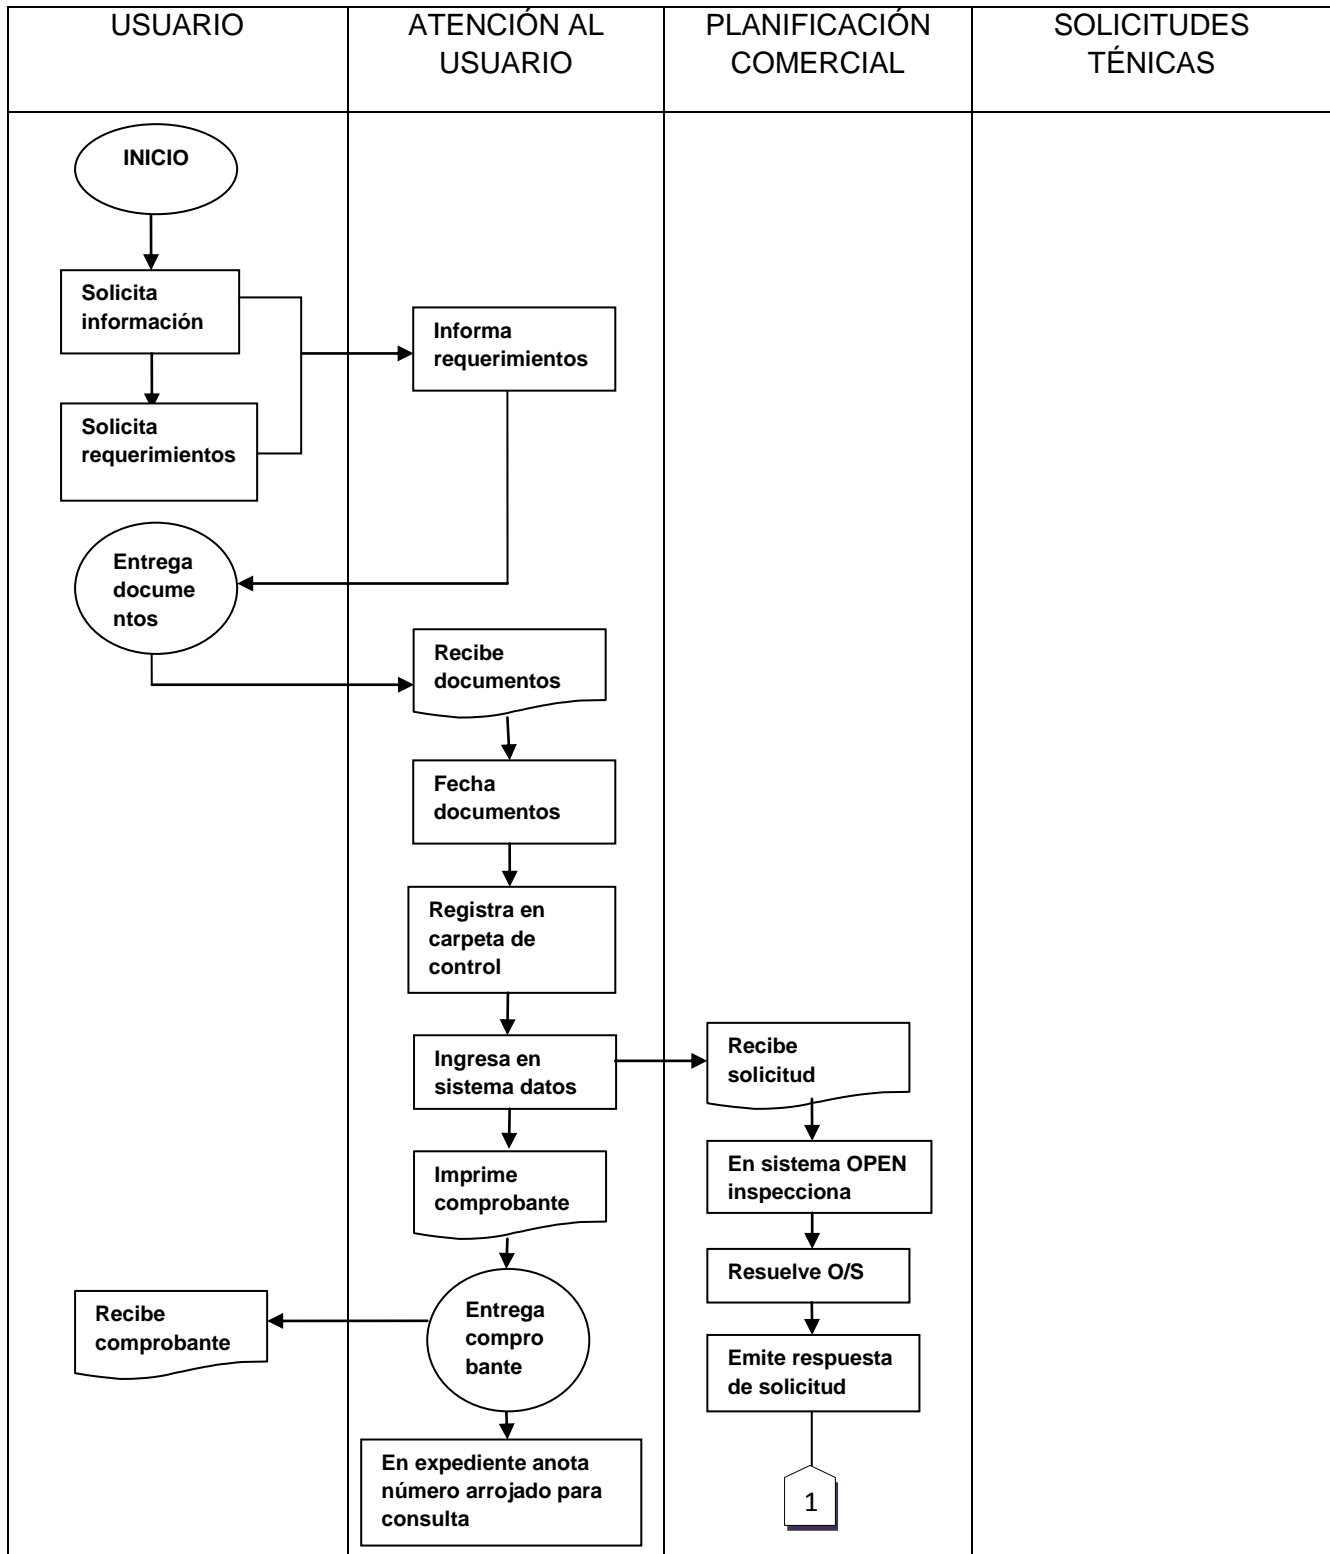 USUARIO
ATENCIÓN AL
USUARIO
PLANIFICACIÓN
COMERCIAL
SOLICITUDES
TÉNICAS
INICIO
Solicita
información
Informa
requerimientos
Solicita
requerimientos
Entrega
docume
ntos
Recibe
documentos
Fecha
documentos
Registra en
carpeta de
control
Ingresa en
sistema datos
Recibe
solicitud
Imprime
comprobante
En sistema OPEN
inspecciona
Resuelve O/S
Recibe
comprobante
Entrega
compro
bante
Emite respuesta
de solicitud
En expediente anota
número arrojado para
consulta
1